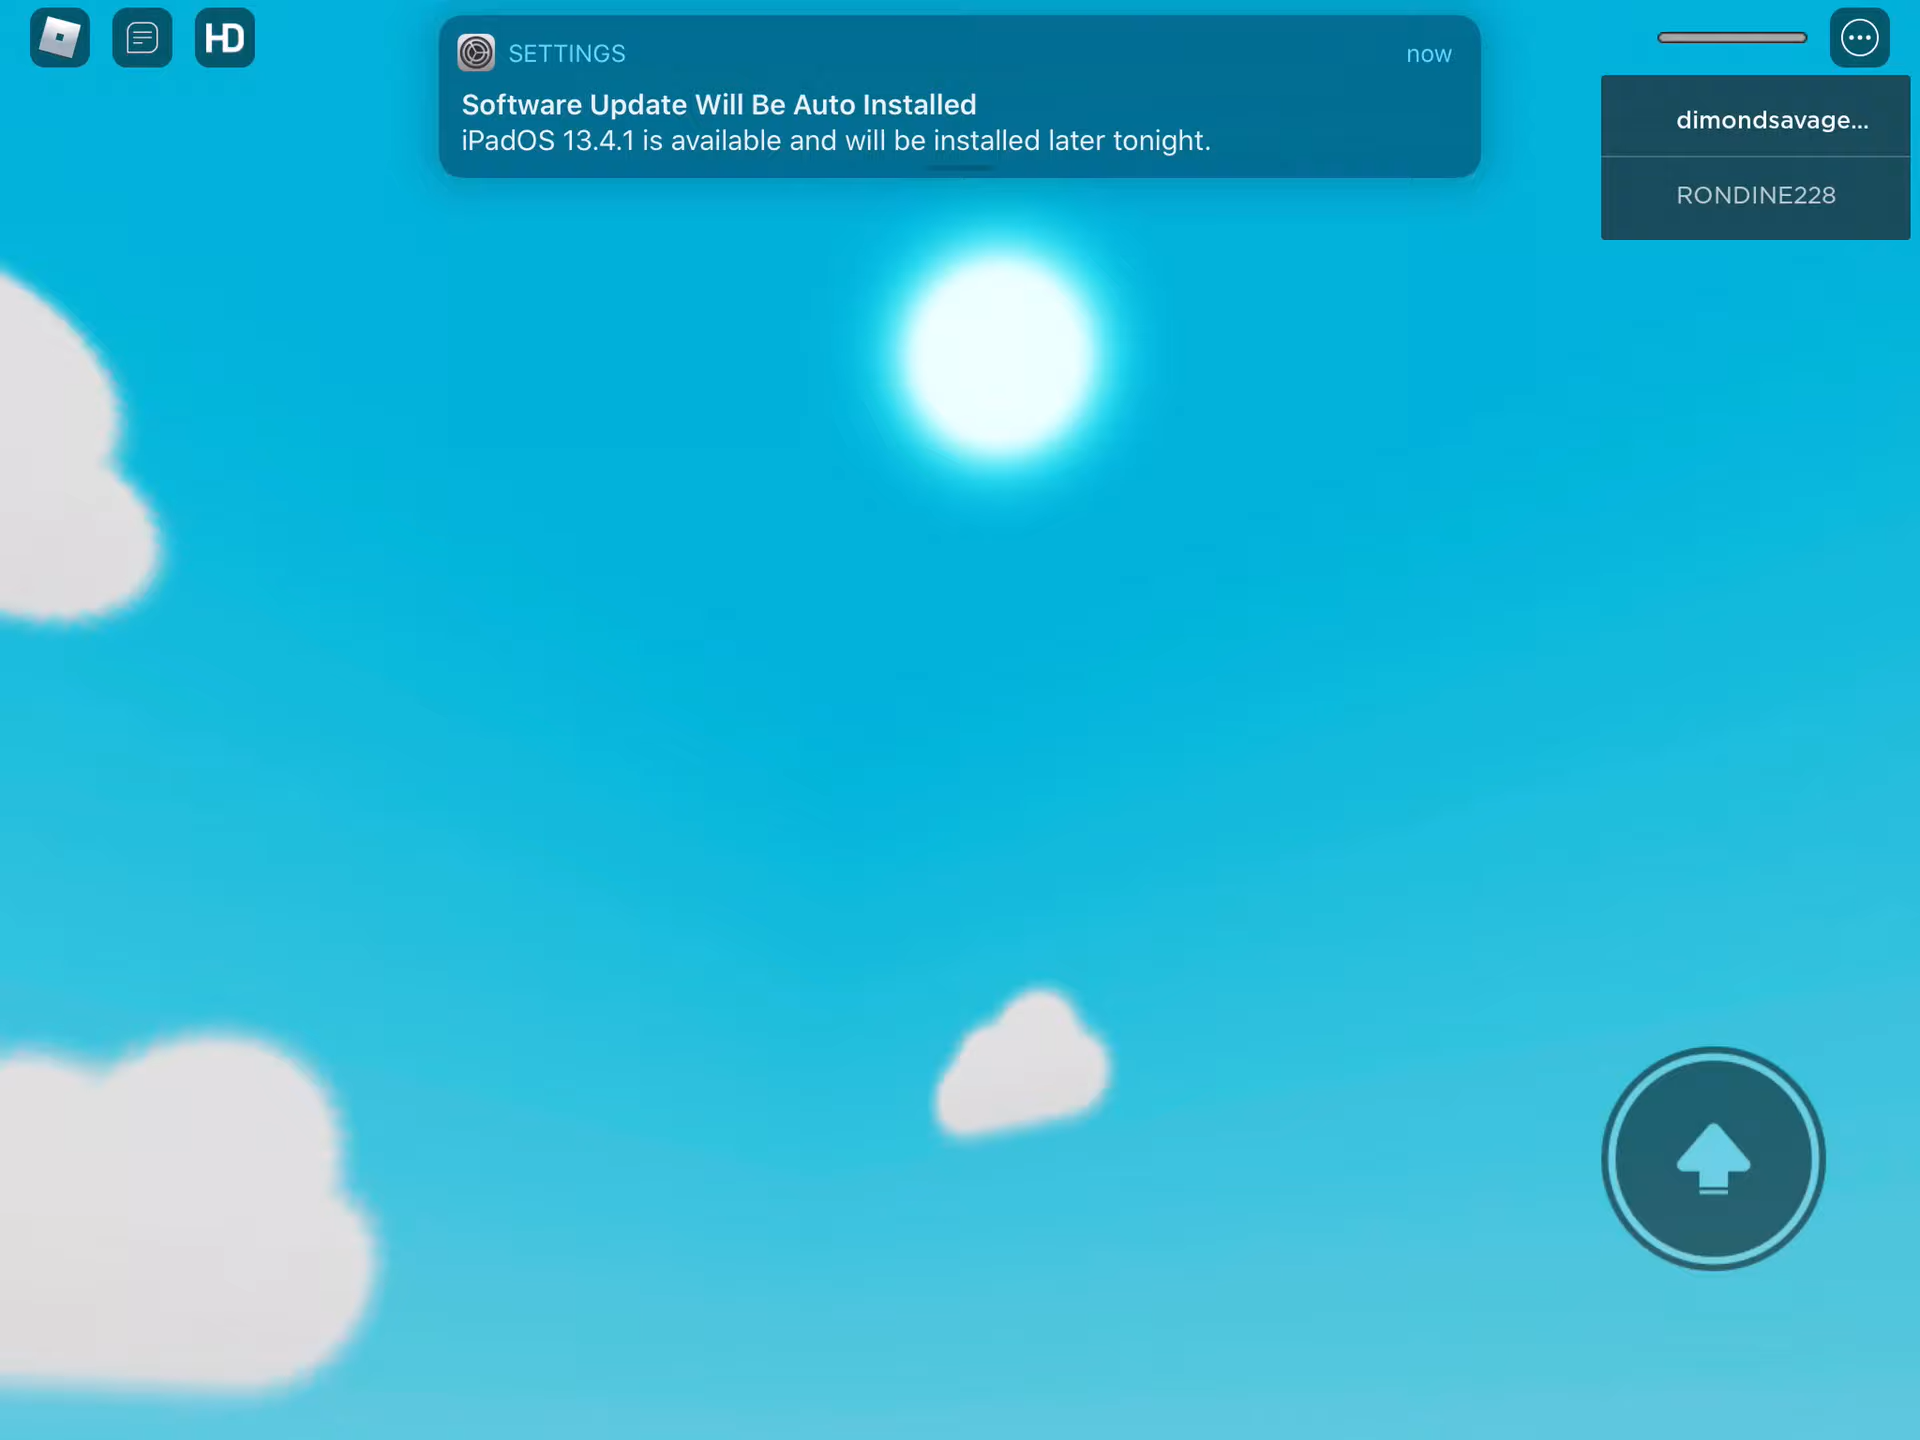 HD
SETTINGS
now
Software Update Will Be Auto Installed
iPadOS 13.4.1 is available and will be installed later tonight.
dimondsavage...
RONDINE228